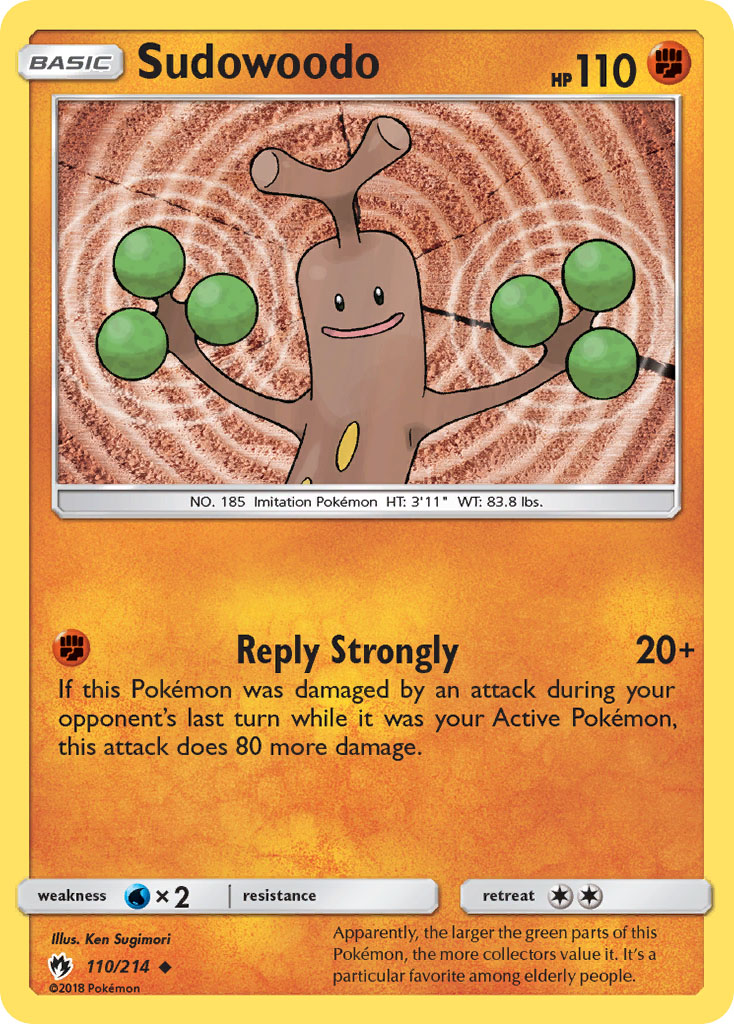 BASIC Sudowoodo HP 110
NO. 185 Imitation Pokémon HT: 3'11" WT: 83.8 lbs.
Reply Strongly 20+
If this Pokémon was damaged by an attack during your
opponent's last turn while it was your Active Pokémon,
this attack does 80 more damage.
weakness ×2 resistance retreat
Illus. Ken Sugimori
110/214
©2018 Pokémon
Apparently, the larger the green parts of this
Pokémon, the more collectors value it. It's a
particular favorite among elderly people.